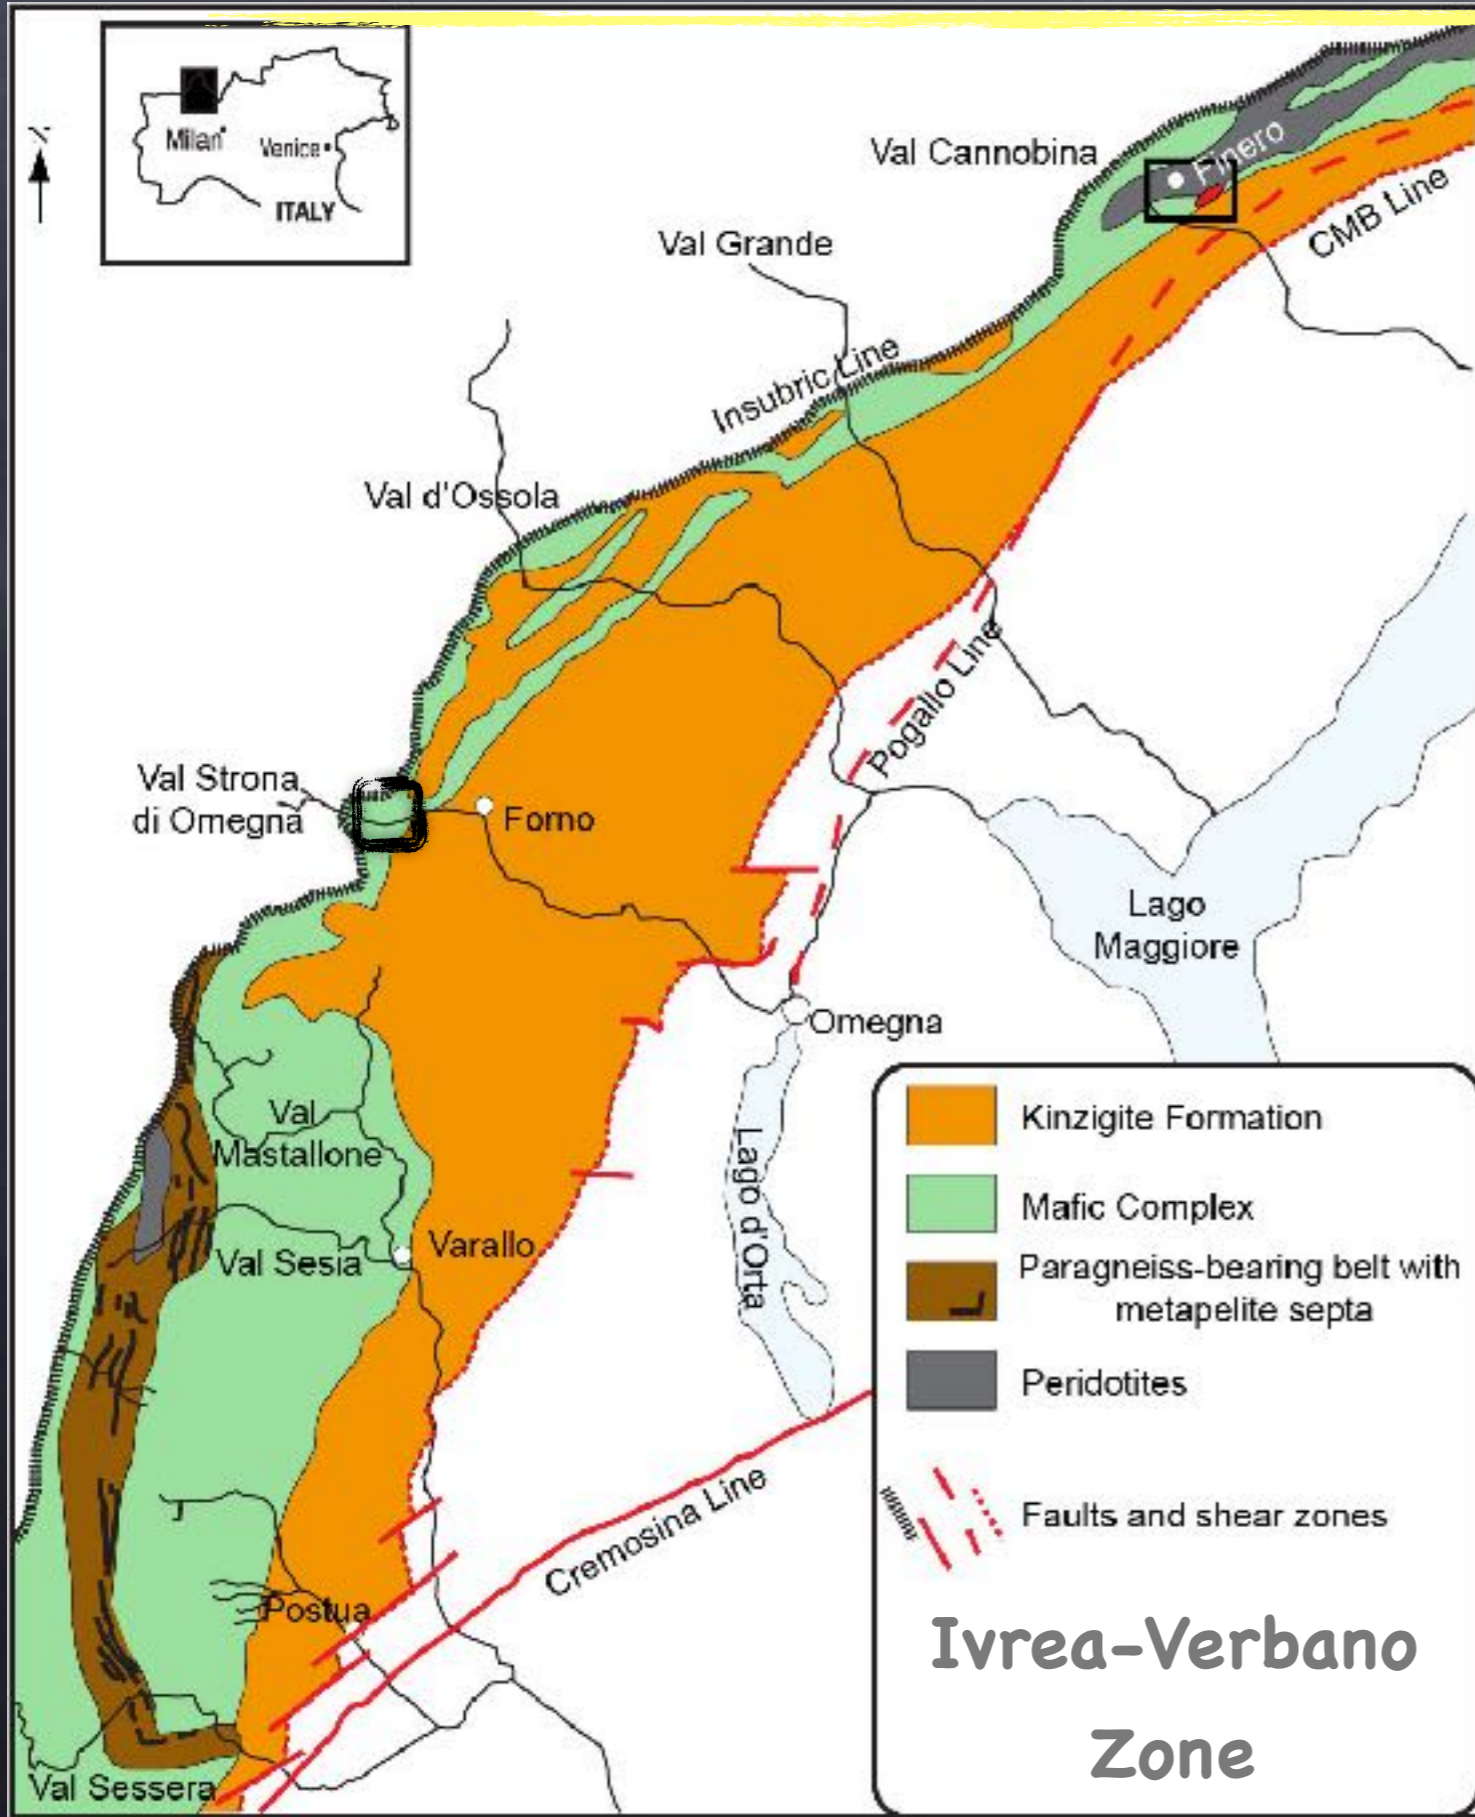 Milan
Venice
ITALY
Val Cannobina
Finero
CMB Line
Val Grande
Insubric Line
Val d'Ossola
Pogallo Line
Val Strona
di Omegna
Forno
Lago
Maggiore
Omegna
Val
Mastallone
Lago d'Orta
Val Sesia
Varallo
Cremosina Line
Postua
Val Sessera
Kinzigite Formation
Mafic Complex
Paragneiss-bearing belt with
metapelite septa
Peridotites
Faults and shear zones
Ivrea-Verbano
Zone